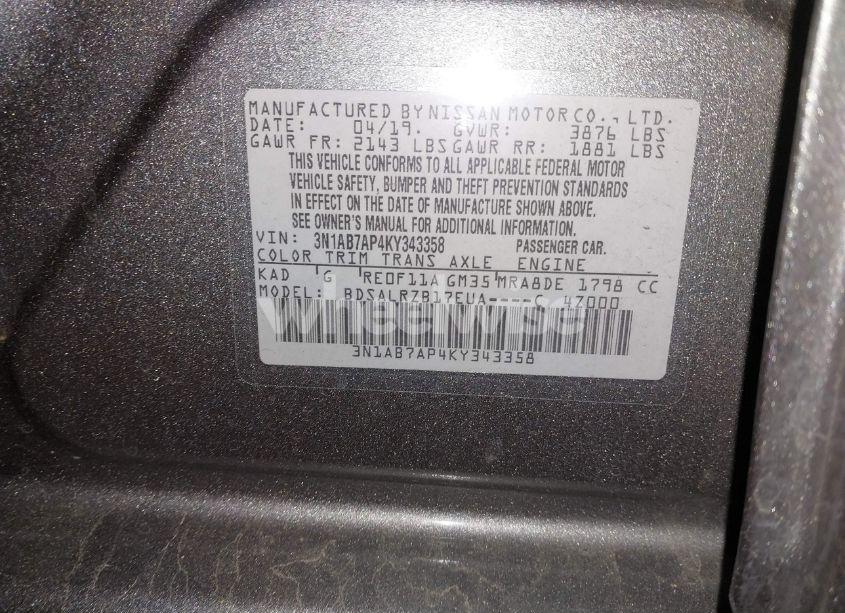 MANUFACTURED BY NISSAN MOTOR CO., LTD.
DATE: 04/19. GVWR: 3876 LBS
GAWR FR: 2143 LBS GAWR RR: 1881 LBS
THIS VEHICLE CONFORMS TO ALL APPLICABLE FEDERAL MOTOR
VEHICLE SAFETY, BUMPER AND THEFT PREVENTION STANDARDS
IN EFFECT ON THE DATE OF MANUFACTURE SHOWN ABOVE.
SEE OWNER'S MANUAL FOR ADDITIONAL INFORMATION.
VIN: 3N1AB7AP4KY343358 PASSENGER CAR.
COLOR TRIM TRANS AXLE ENGINE
KAD G RE0F11A GM35 MRA8DE 1798 CC
MODEL: BDSALRZB17EUA----C 4Z000
wheelwise
3N1AB7AP4KY343358